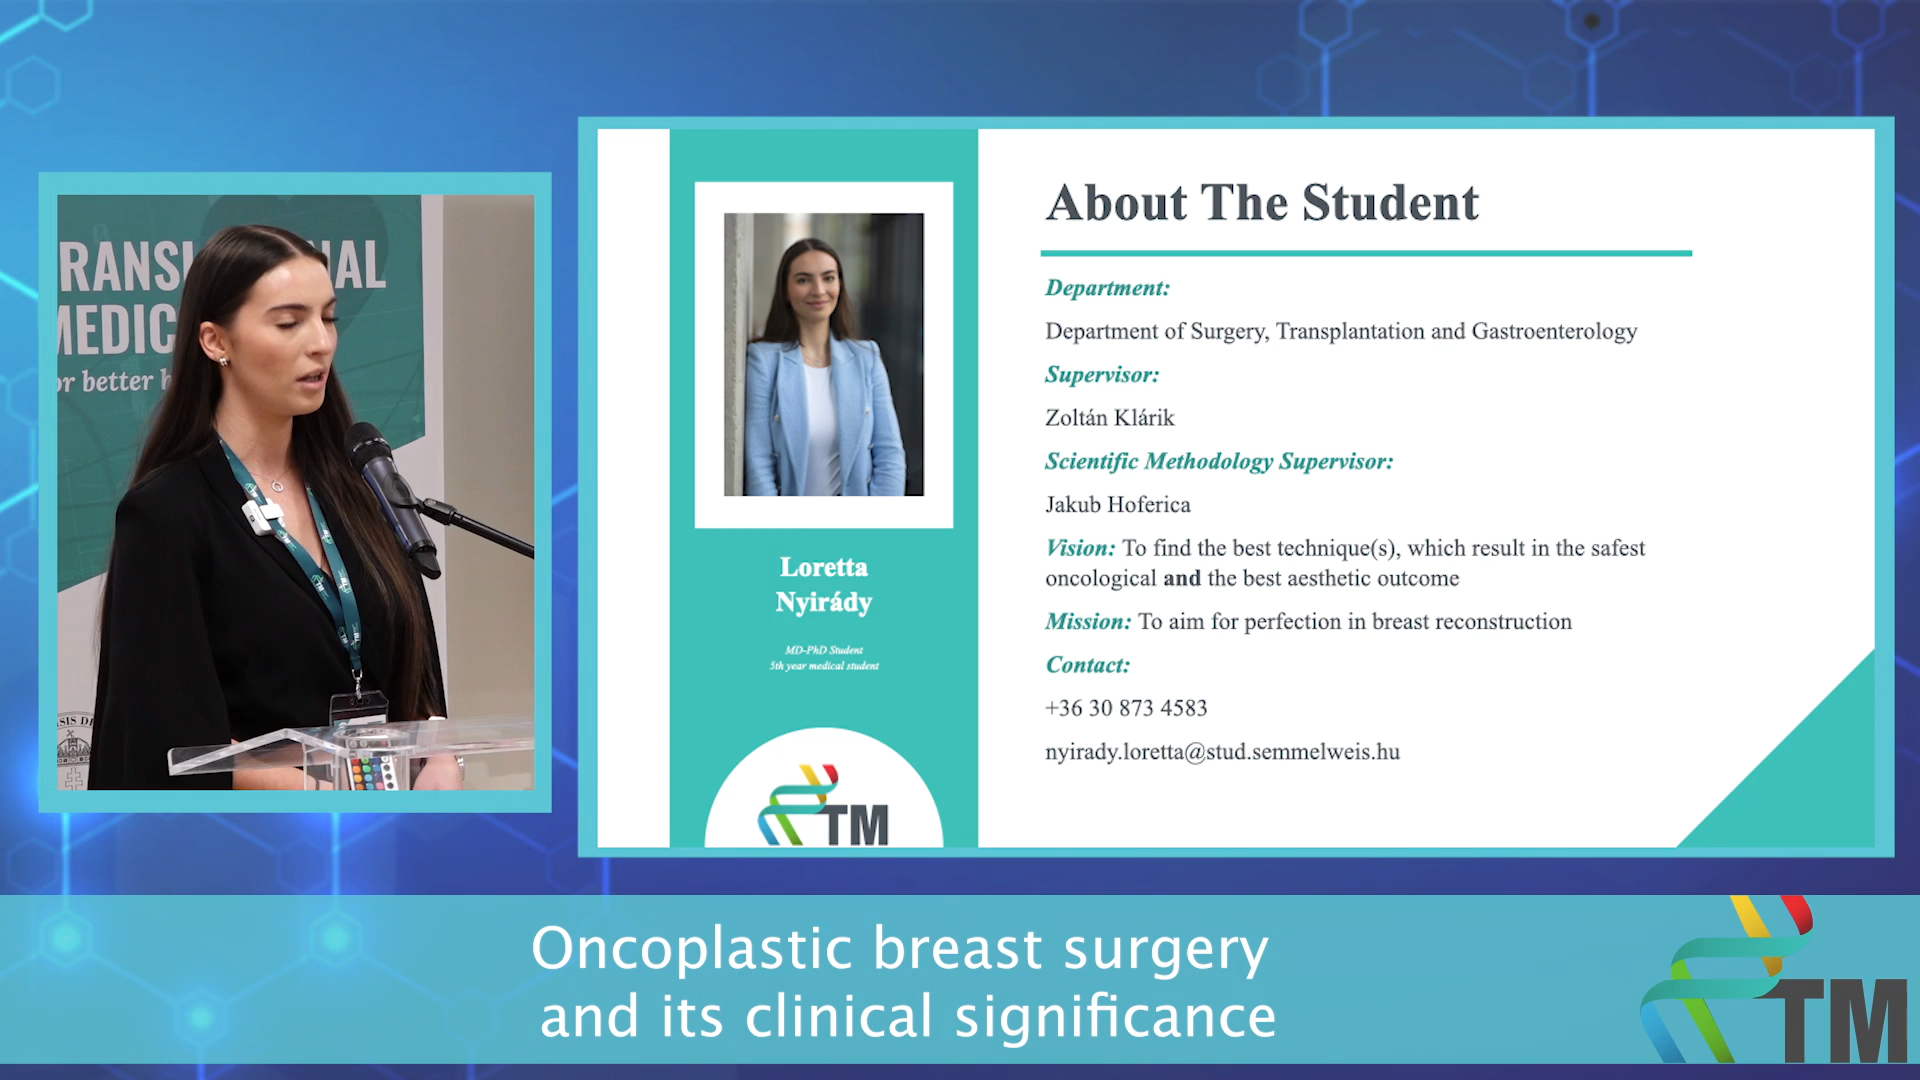 RANSL NAL
MEDIC
or better h
About The Student
Department:
Department of Surgery, Transplantation and Gastroenterology
Supervisor:
Zoltán Klárik
Scientific Methodology Supervisor:
Jakub Hoferica
Vision: To find the best technique(s), which result in the safest
oncological and the best aesthetic outcome
Mission: To aim for perfection in breast reconstruction
Contact:
+36 30 873 4583
nyirady.loretta@stud.semmelweis.hu
Loretta
Nyirády
MD-PhD Student
5th year medical student
TM
Oncoplastic breast surgery
and its clinical significance
TM